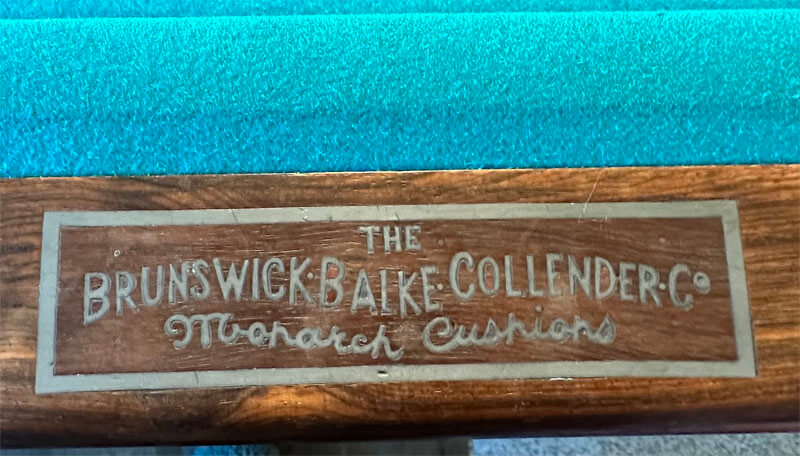 THE
BRUNSWICK·BALKE·COLLENDER·Co
Monarch Cushions